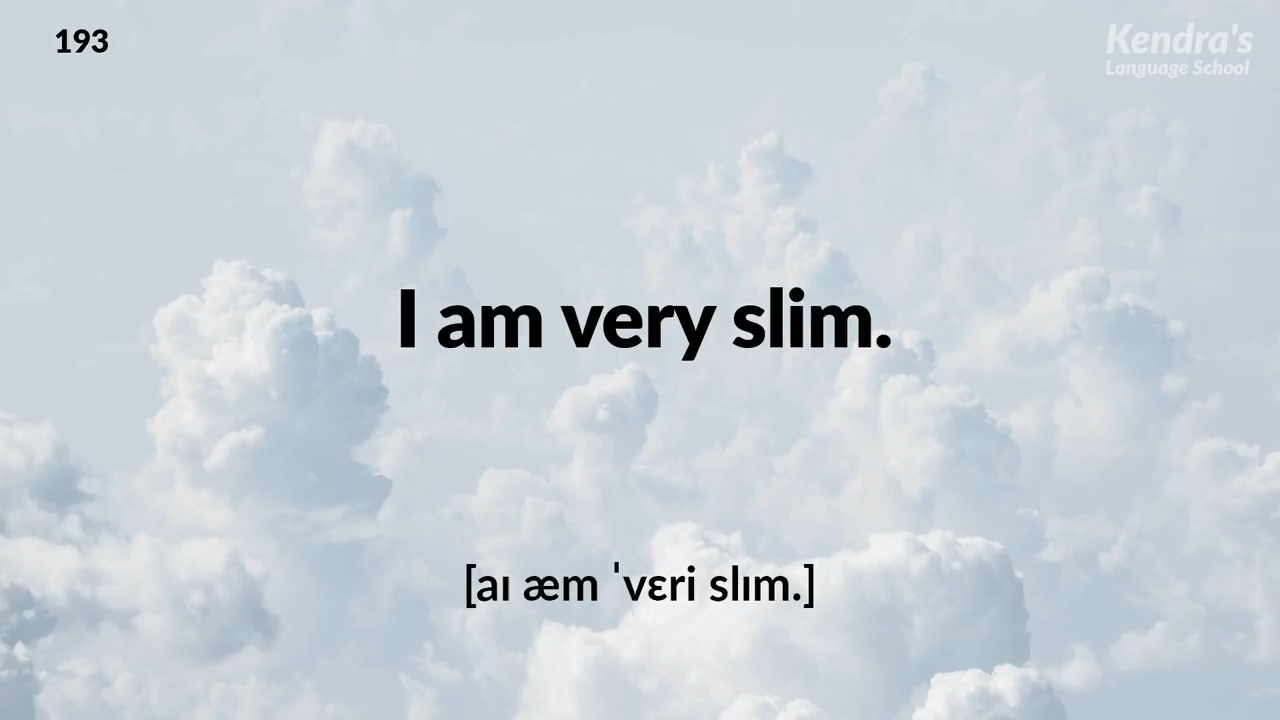 193
Kendra's
Language School
I am very slim.
[aɪ æm ˈvɛri slɪm.]